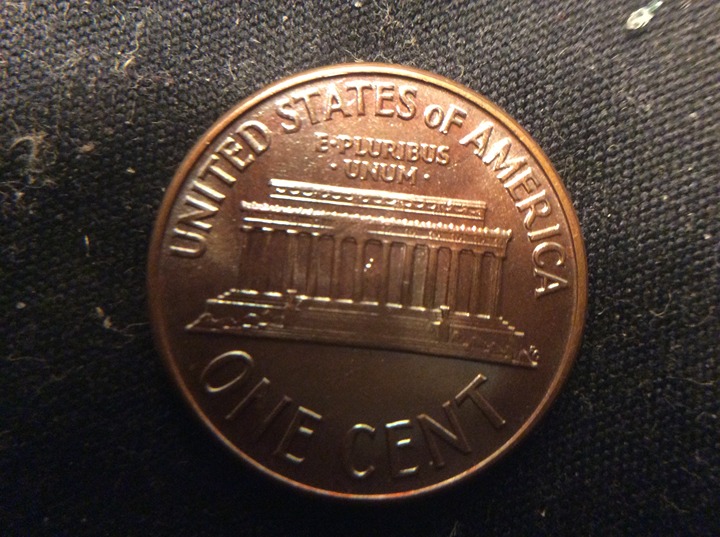 UNITED STATES oF AMERICA
E·PLURIBUS
·UNUM·
ONE CENT